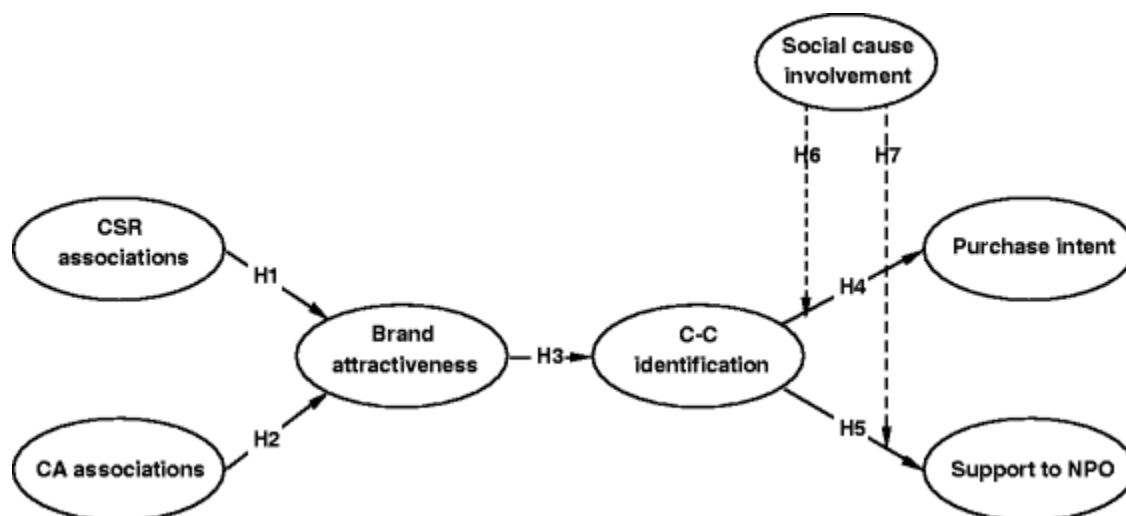 Social cause
involvement
H6
H7
CSR
associations
H1
Purchase intent
H4
Brand
attractiveness
H3
C-C
identification
H2
H5
CA associations
Support to NPO